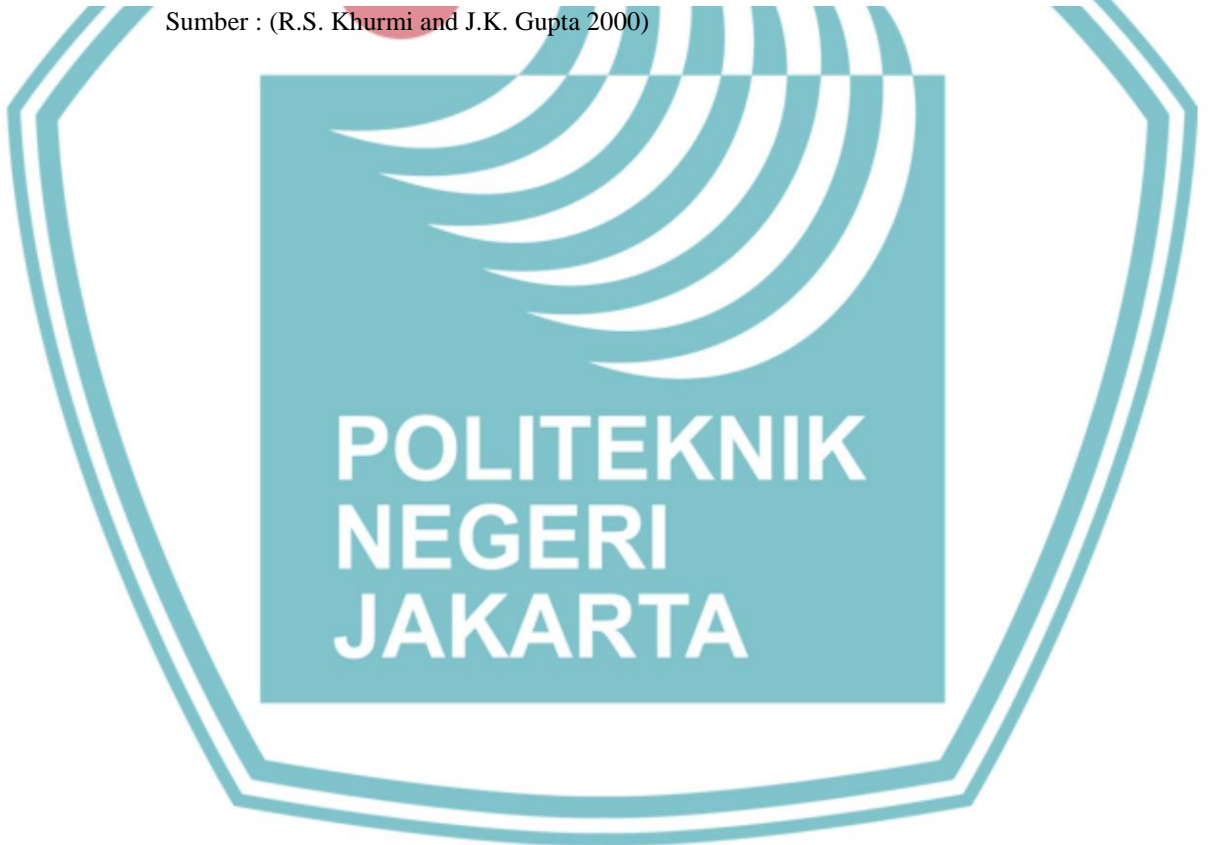 Sumber : (R.S. Khurmi and J.K. Gupta 2000)
POLITEKNIK
NEGERI
JAKARTA